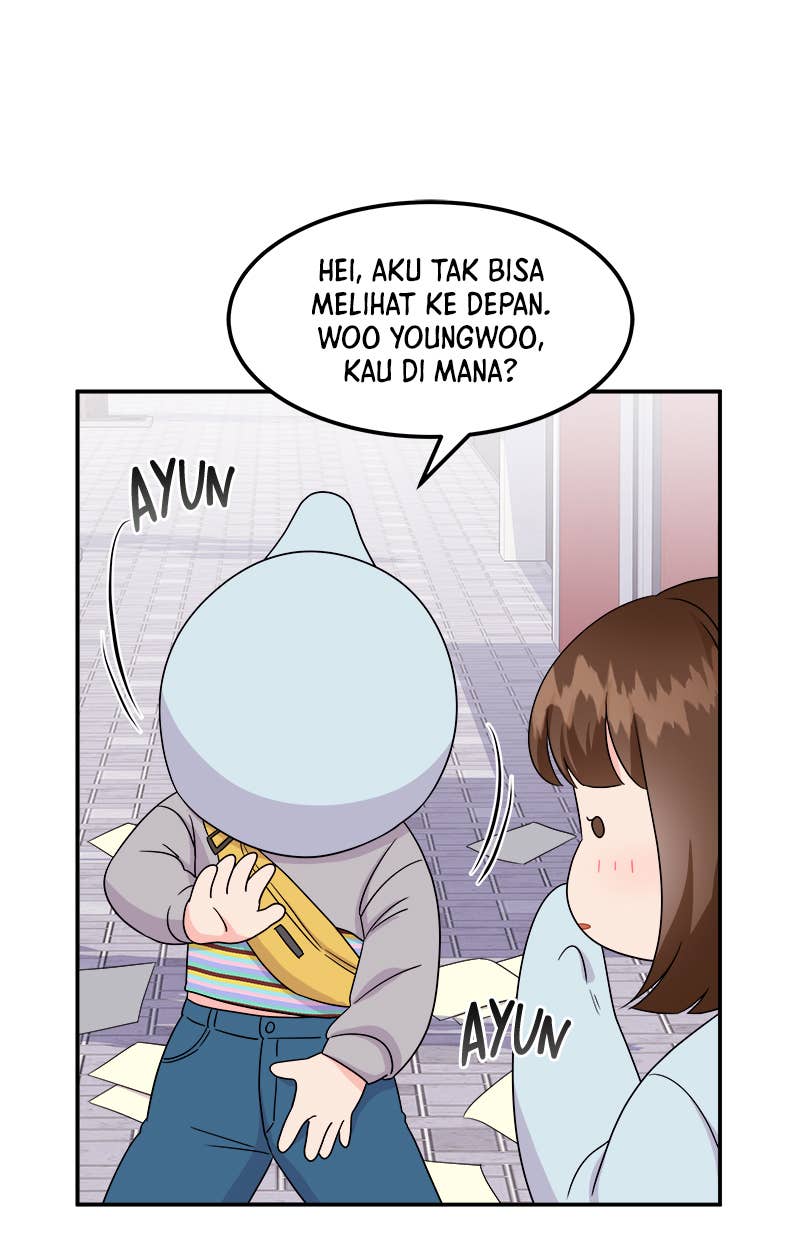 HEI, AKU TAK BISA
MELIHAT KE DEPAN.
WOO YOUNGWOO,
KAU DI MANA?
AYUN
AYUN